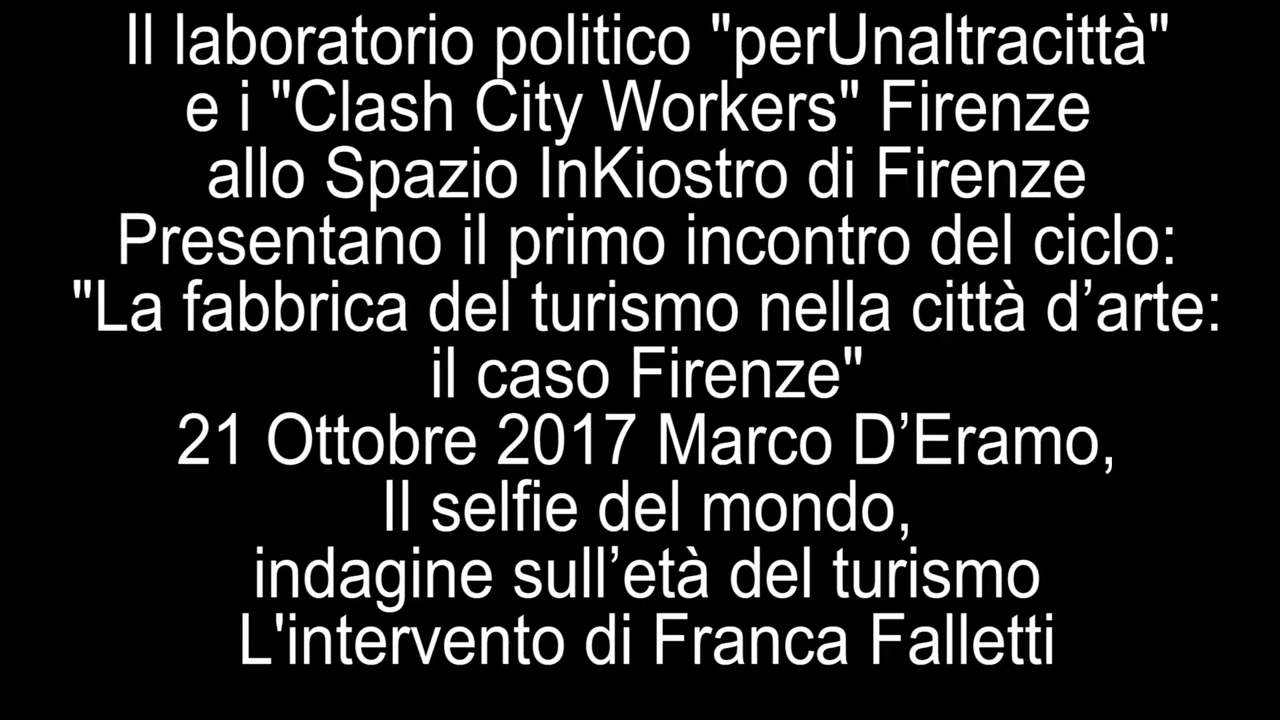 Il laboratorio politico "perUnaltracittà"
e i "Clash City Workers" Firenze
allo Spazio InKiostro di Firenze
Presentano il primo incontro del ciclo:
"La fabbrica del turismo nella città d’arte:
il caso Firenze"
21 Ottobre 2017 Marco D’Eramo,
Il selfie del mondo,
indagine sull’età del turismo
L'intervento di Franca Falletti